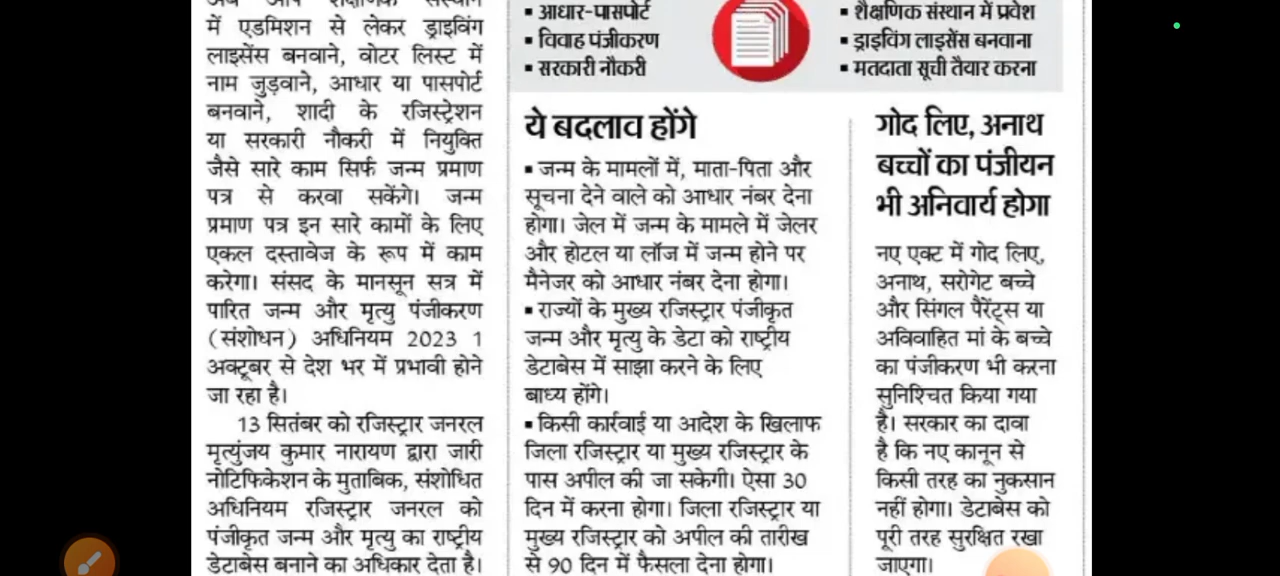 अब आप शैक्षणिक संस्थान
में एडमिशन से लेकर ड्राइविंग
लाइसेंस बनवाने, वोटर लिस्ट में
नाम जुड़वाने, आधार या पासपोर्ट
बनवाने, शादी के रजिस्ट्रेशन
या सरकारी नौकरी में नियुक्ति
जैसे सारे काम सिर्फ जन्म प्रमाण
पत्र से करवा सकेंगे। जन्म
प्रमाण पत्र इन सारे कामों के लिए
एकल दस्तावेज के रूप में काम
करेगा। संसद के मानसून सत्र में
पारित जन्म और मृत्यु पंजीकरण
(संशोधन) अधिनियम 2023 1
अक्टूबर से देश भर में प्रभावी होने
जा रहा है।
13 सितंबर को रजिस्ट्रार जनरल
मृत्युंजय कुमार नारायण द्वारा जारी
नोटिफिकेशन के मुताबिक, संशोधित
अधिनियम रजिस्ट्रार जनरल को
पंजीकृत जन्म और मृत्यु का राष्ट्रीय
डेटाबेस बनाने का अधिकार देता है।
▪ आधार-पासपोर्ट
▪ विवाह पंजीकरण
▪ सरकारी नौकरी
▪ शैक्षणिक संस्थान में प्रवेश
▪ ड्राइविंग लाइसेंस बनवाना
▪ मतदाता सूची तैयार करना
ये बदलाव होंगे
▪ जन्म के मामलों में, माता-पिता और
सूचना देने वाले को आधार नंबर देना
होगा। जेल में जन्म के मामले में जेलर
और होटल या लॉज में जन्म होने पर
मैनेजर को आधार नंबर देना होगा।
▪ राज्यों के मुख्य रजिस्ट्रार पंजीकृत
जन्म और मृत्यु के डेटा को राष्ट्रीय
डेटाबेस में साझा करने के लिए
बाध्य होंगे।
▪ किसी कार्रवाई या आदेश के खिलाफ
जिला रजिस्ट्रार या मुख्य रजिस्ट्रार के
पास अपील की जा सकेगी। ऐसा 30
दिन में करना होगा। जिला रजिस्ट्रार या
मुख्य रजिस्ट्रार को अपील की तारीख
से 90 दिन में फैसला देना होगा।
गोद लिए, अनाथ
बच्चों का पंजीयन
भी अनिवार्य होगा
नए एक्ट में गोद लिए,
अनाथ, सरोगेट बच्चे
और सिंगल पैरेंट्स या
अविवाहित मां के बच्चे
का पंजीकरण भी करना
सुनिश्चित किया गया
है। सरकार का दावा
है कि नए कानून से
किसी तरह का नुकसान
नहीं होगा। डेटाबेस को
पूरी तरह सुरक्षित रखा
जाएगा।